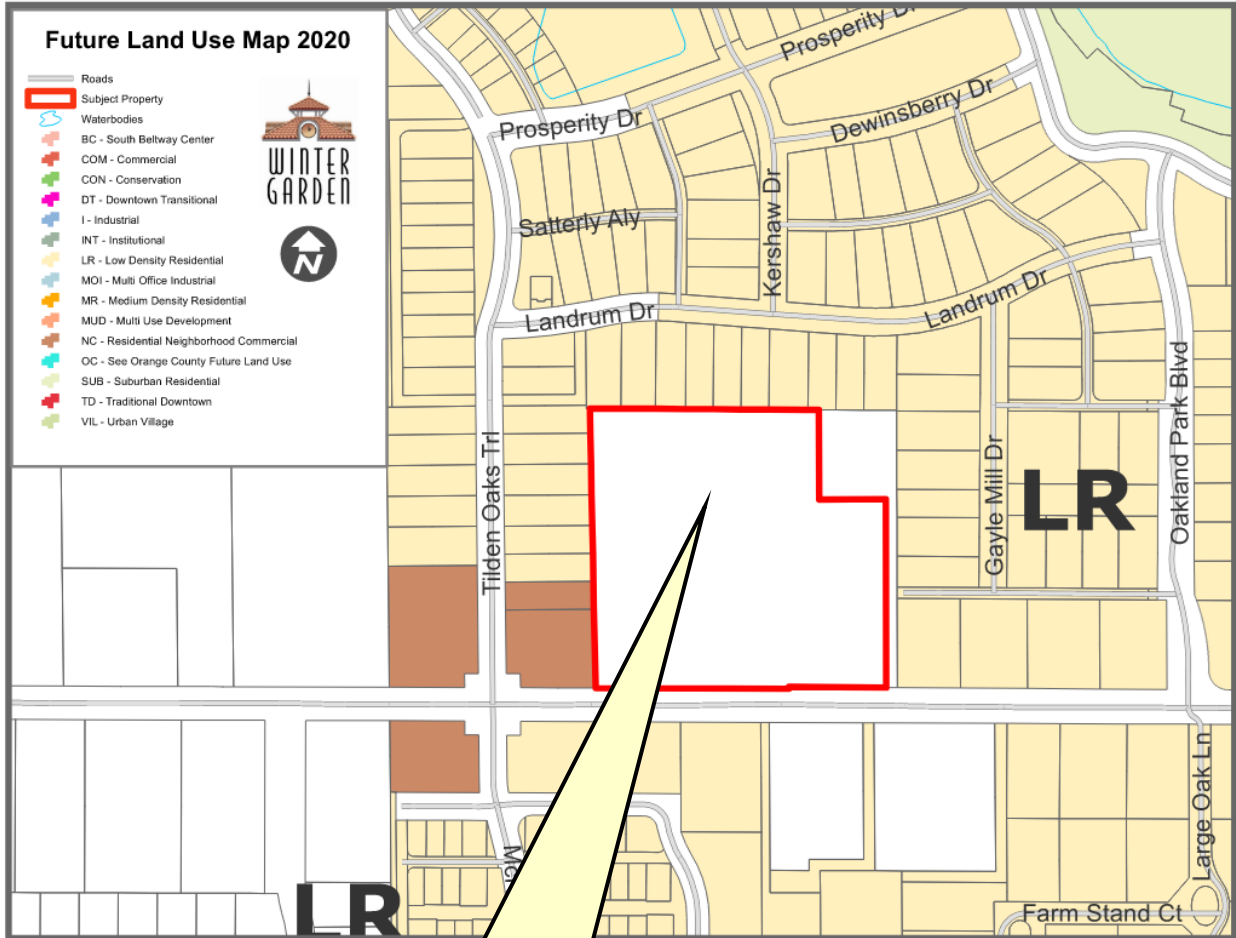 Future Land Use Map 2020
Roads
Subject Property
Waterbodies
BC - South Beltway Center
COM - Commercial
CON - Conservation
DT - Downtown Transitional
I - Industrial
INT - Institutional
LR - Low Density Residential
MOI - Multi Office Industrial
MR - Medium Density Residential
MUD - Multi Use Development
NC - Residential Neighborhood Commercial
OC - See Orange County Future Land Use
SUB - Suburban Residential
TD - Traditional Downtown
VIL - Urban Village
WINTER
GARDEN
N
Prosperity Dr
Prosperity Dr
Dewinsberry Dr
Satterly Aly
Kershaw Dr
Landrum Dr
Landrum Dr
Tilden Oaks Trl
Gayle Mill Dr
LR
Oakland Park Blvd
Large Oak Ln
LR
Farm Stand Ct